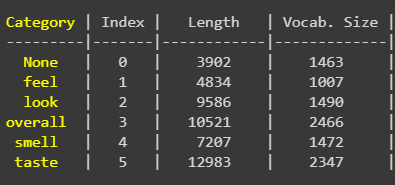 Category | Index | Length | Vocab. Size |
---------|-------|------------|-------------|
None | 0 | 3902 | 1463
feel | 1 | 4834 | 1007
look | 2 | 9586 | 1490
overall | 3 | 10521 | 2466
smell | 4 | 7207 | 1472
taste | 5 | 12983 | 2347